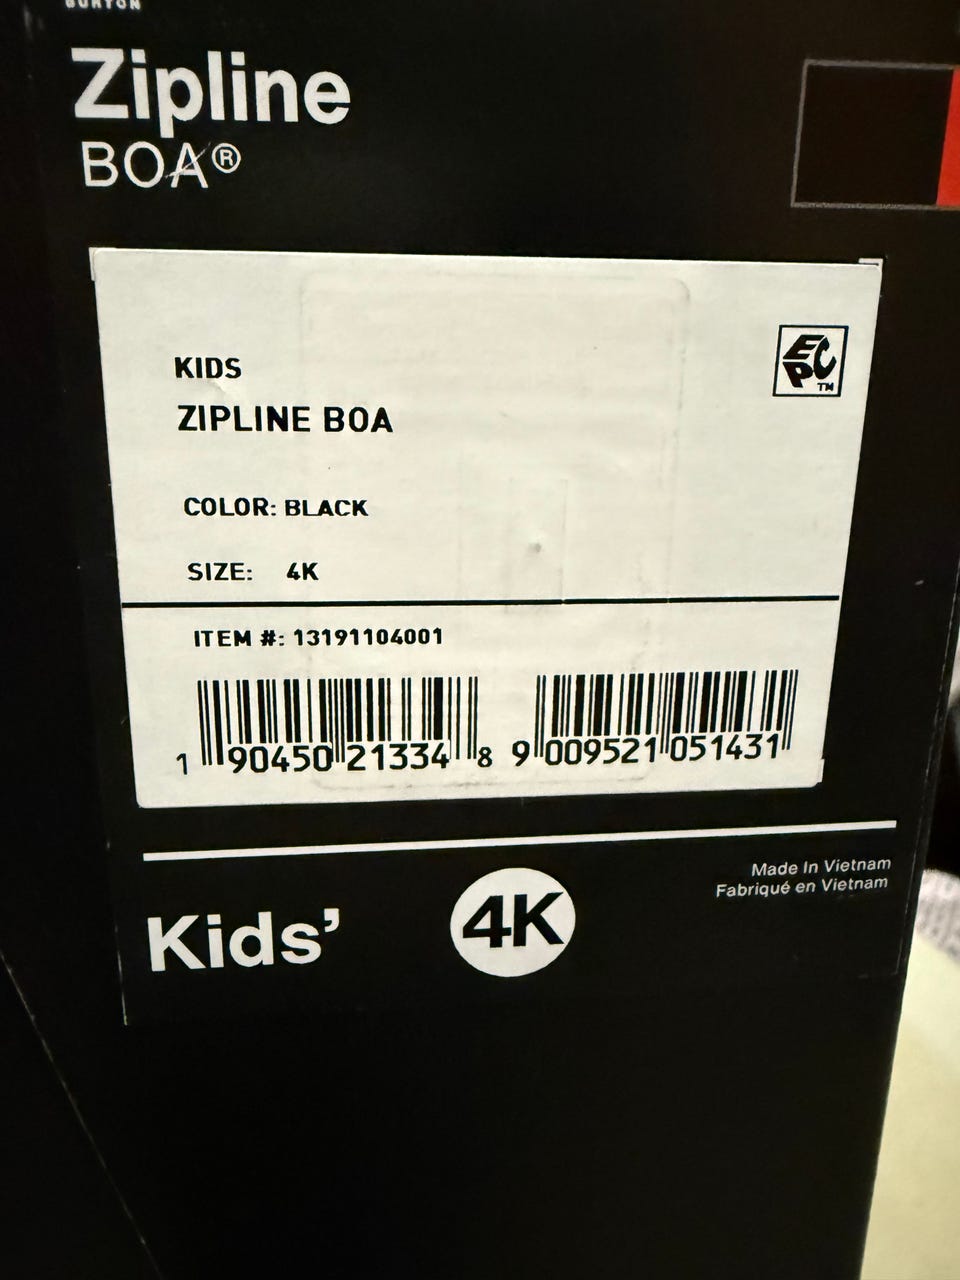 BURTON
Zipline
BOA®
EPC™
KIDS
ZIPLINE BOA
COLOR: BLACK
SIZE: 4K
ITEM #: 13191104001
1 90450 21334 8 9 009521 051431
Made In Vietnam
Fabriqué en Vietnam
Kids’ 4K